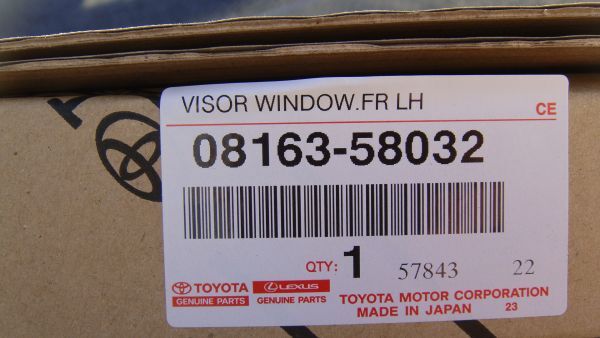 VISOR WINDOW.FR LH
CE
08163-58032
QTY: 1 57843 22
TOYOTA LEXUS
GENUINE PARTS GENUINE PARTS
TOYOTA MOTOR CORPORATION
MADE IN JAPAN 23